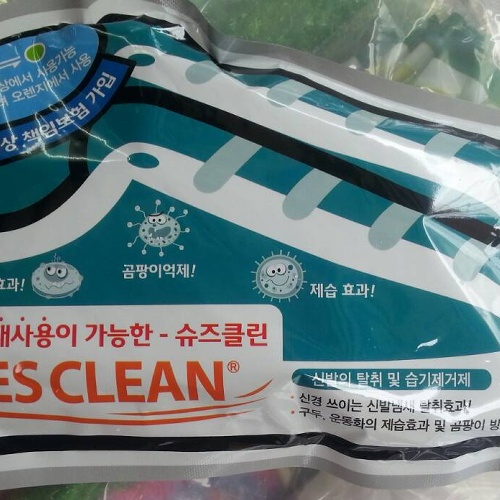 상에서 사용가능
오렌지에서 사용
상 책임보험 가입
곰팡이억제!
효과!
제습 효과!
재사용이 가능한 - 슈즈클린
ES CLEAN®
신발의 탈취 및 습기제거제
· 신경 쓰이는 신발냄새 탈취효과!
· 구두, 운동화의 제습효과 및 곰팡이 방